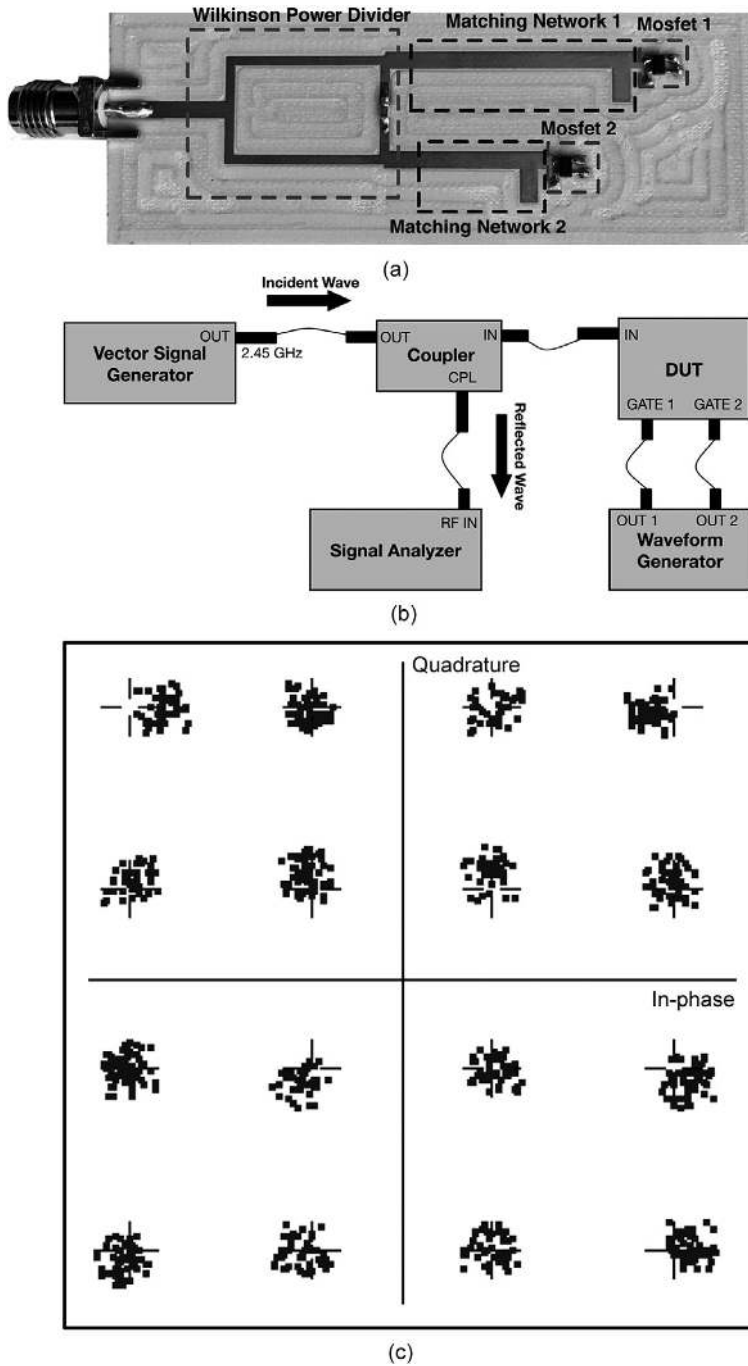 Wilkinson Power Divider
Matching Network 1
Mosfet 1
Mosfet 2
Matching Network 2
(a)
Incident Wave
OUT
Vector Signal
Generator
2.45 GHz
OUT
IN
Coupler
CPL
IN
DUT
GATE 1
GATE 2
Reflected Wave
RF IN
Signal Analyzer
OUT 1
OUT 2
Waveform
Generator
(b)
Quadrature
In-phase
(c)